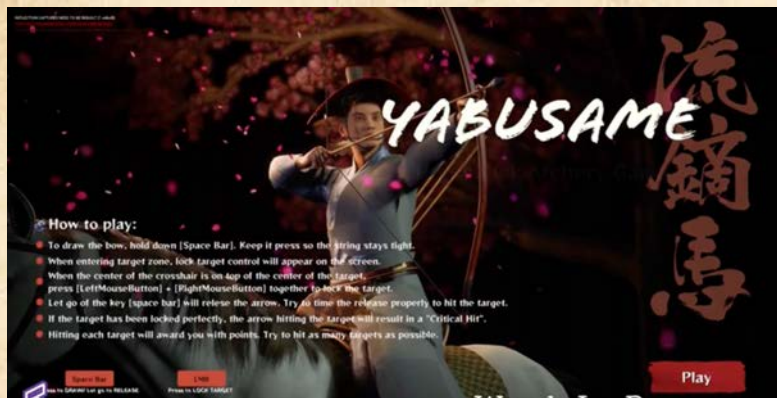 YABUSAME
流
鏑
馬
How to play:
To draw the bow, hold down [Space Bar]. Keep it press so the string stays tight.
When entering target zone, lock target control will appear on the screen.
When the center of the crosshair is on top of the center of the target,
press [LeftMouseButton] + [RightMouseButton] together to lock the target.
Let go of the key [space bar] will relese the arrow. Try to time the release properly to hit the target.
If the target has been locked perfectly, the arrow hitting the target will result in a "Critical Hit".
Hitting each target will award you with points. Try to hit as many targets as possible.
Space Bar
to DRAW/ Let go to RELEASE
LMB
Press to LOCK TARGET
Play